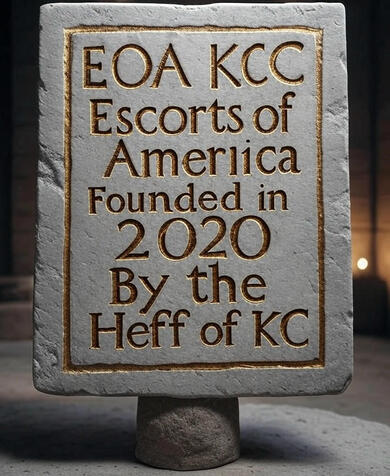 EOA KCC
Escorts of
Ameriica
Founded in
2020
By the
Heff of KC